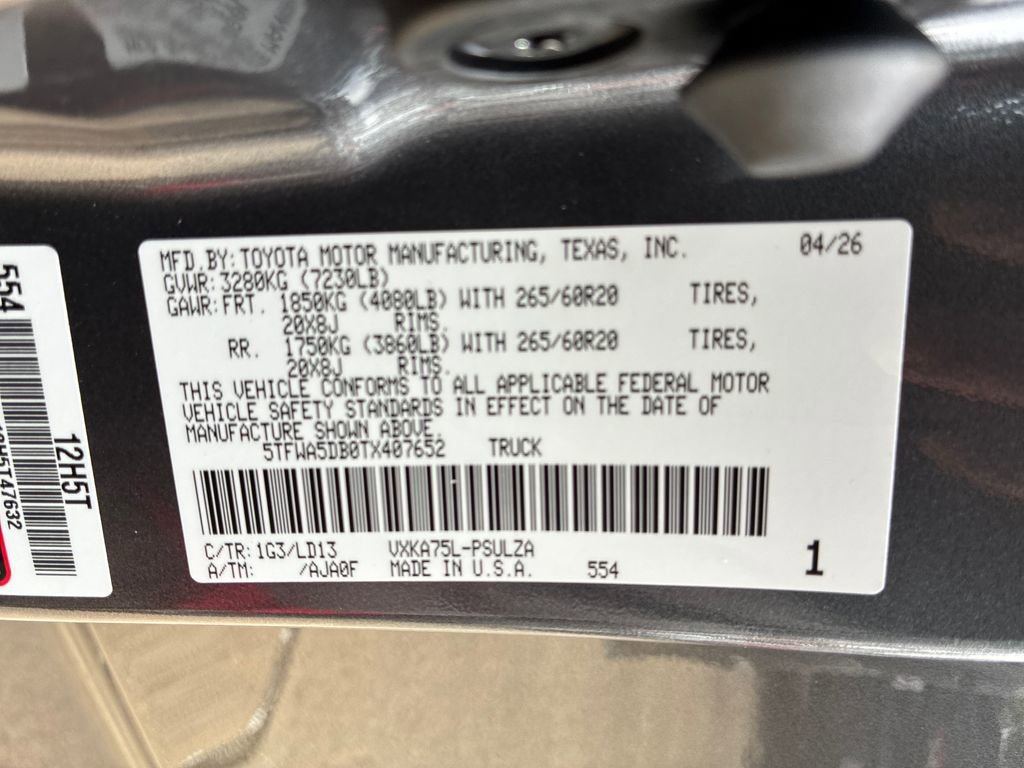 MFD.BY:TOYOTA MOTOR MANUFACTURING, TEXAS, INC. 04/26
GVWR:3280KG (7230LB)
GAWR:FRT. 1850KG (4080LB) WITH 265/60R20 TIRES,
20X8J RIMS.
RR. 1750KG (3860LB) WITH 265/60R20 TIRES,
20X8J RIMS.
THIS VEHICLE CONFORMS TO ALL APPLICABLE FEDERAL MOTOR
VEHICLE SAFETY STANDARDS IN EFFECT ON THE DATE OF
MANUFACTURE SHOWN ABOVE.
5TFWA5DB0TX407652 TRUCK
C/TR:1G3/LD13 VXKA75L-PSULZA
A/TM: /AJA0F MADE IN U.S.A. 554
1
554
12H5T